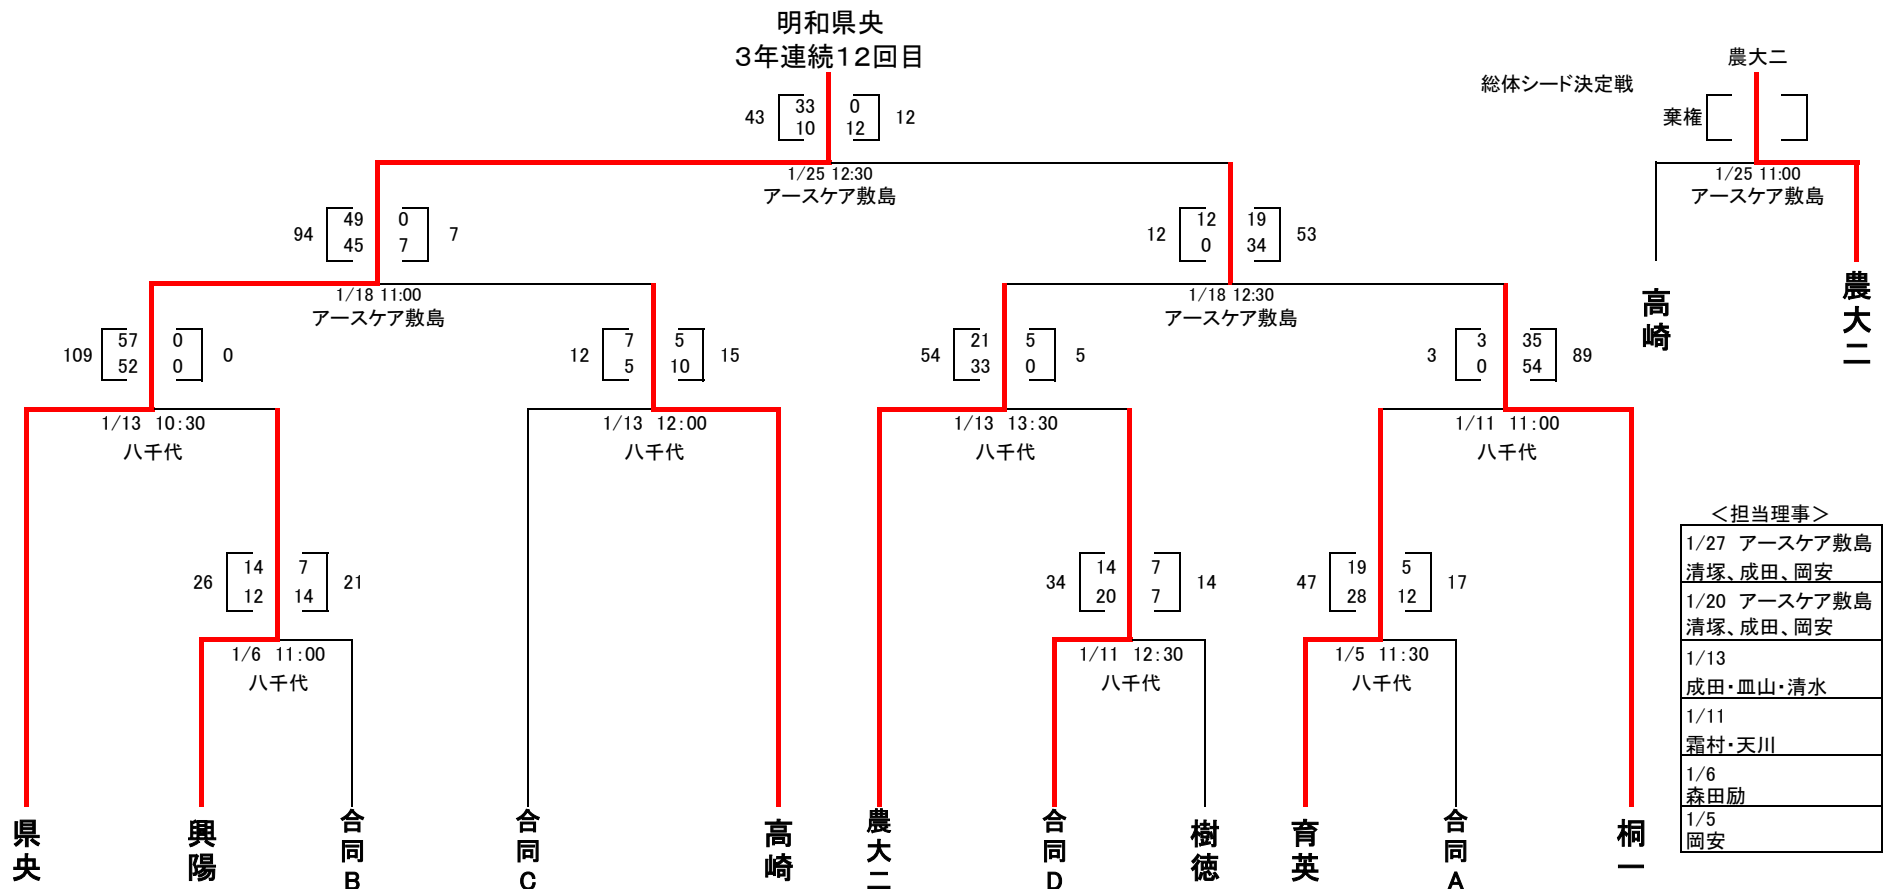 明和県央
3年連続12回目
43 33 0 12
10 12
1/25 12:30
アースケア敷島
総体シード決定戦
農大二
棄権
1/25 11:00
アースケア敷島
高崎
農大二
94 49 0 7
45 7
1/18 11:00
アースケア敷島
12 12 19 53
0 34
1/18 12:30
アースケア敷島
109 57 0 0
52 0
1/13 10:30
八千代
12 7 5 15
5 10
1/13 12:00
八千代
54 21 5 5
33 0
1/13 13:30
八千代
3 3 35 89
0 54
1/11 11:00
八千代
26 14 7 21
12 14
1/6 11:00
八千代
34 14 7 14
20 7
1/11 12:30
八千代
47 19 5 17
28 12
1/5 11:30
八千代
<担当理事>
1/27 アースケア敷島
清塚、成田、岡安
1/20 アースケア敷島
清塚、成田、岡安
1/13
成田・皿山・清水
1/11
霜村・天川
1/6
森田励
1/5
岡安
県央
興陽
合同B
合同C
高崎
農大二
合同D
樹徳
育英
合同A
桐一